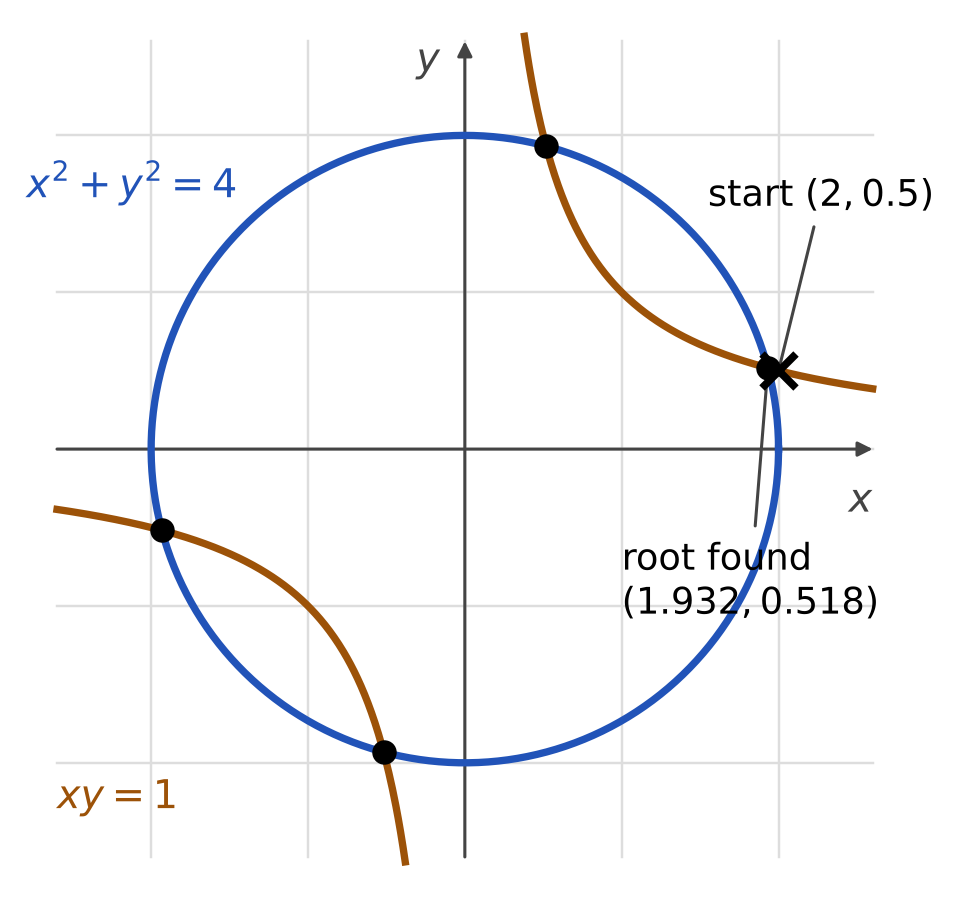 y
x² + y² = 4
start (2, 0.5)
x
root found
(1.932, 0.518)
xy = 1